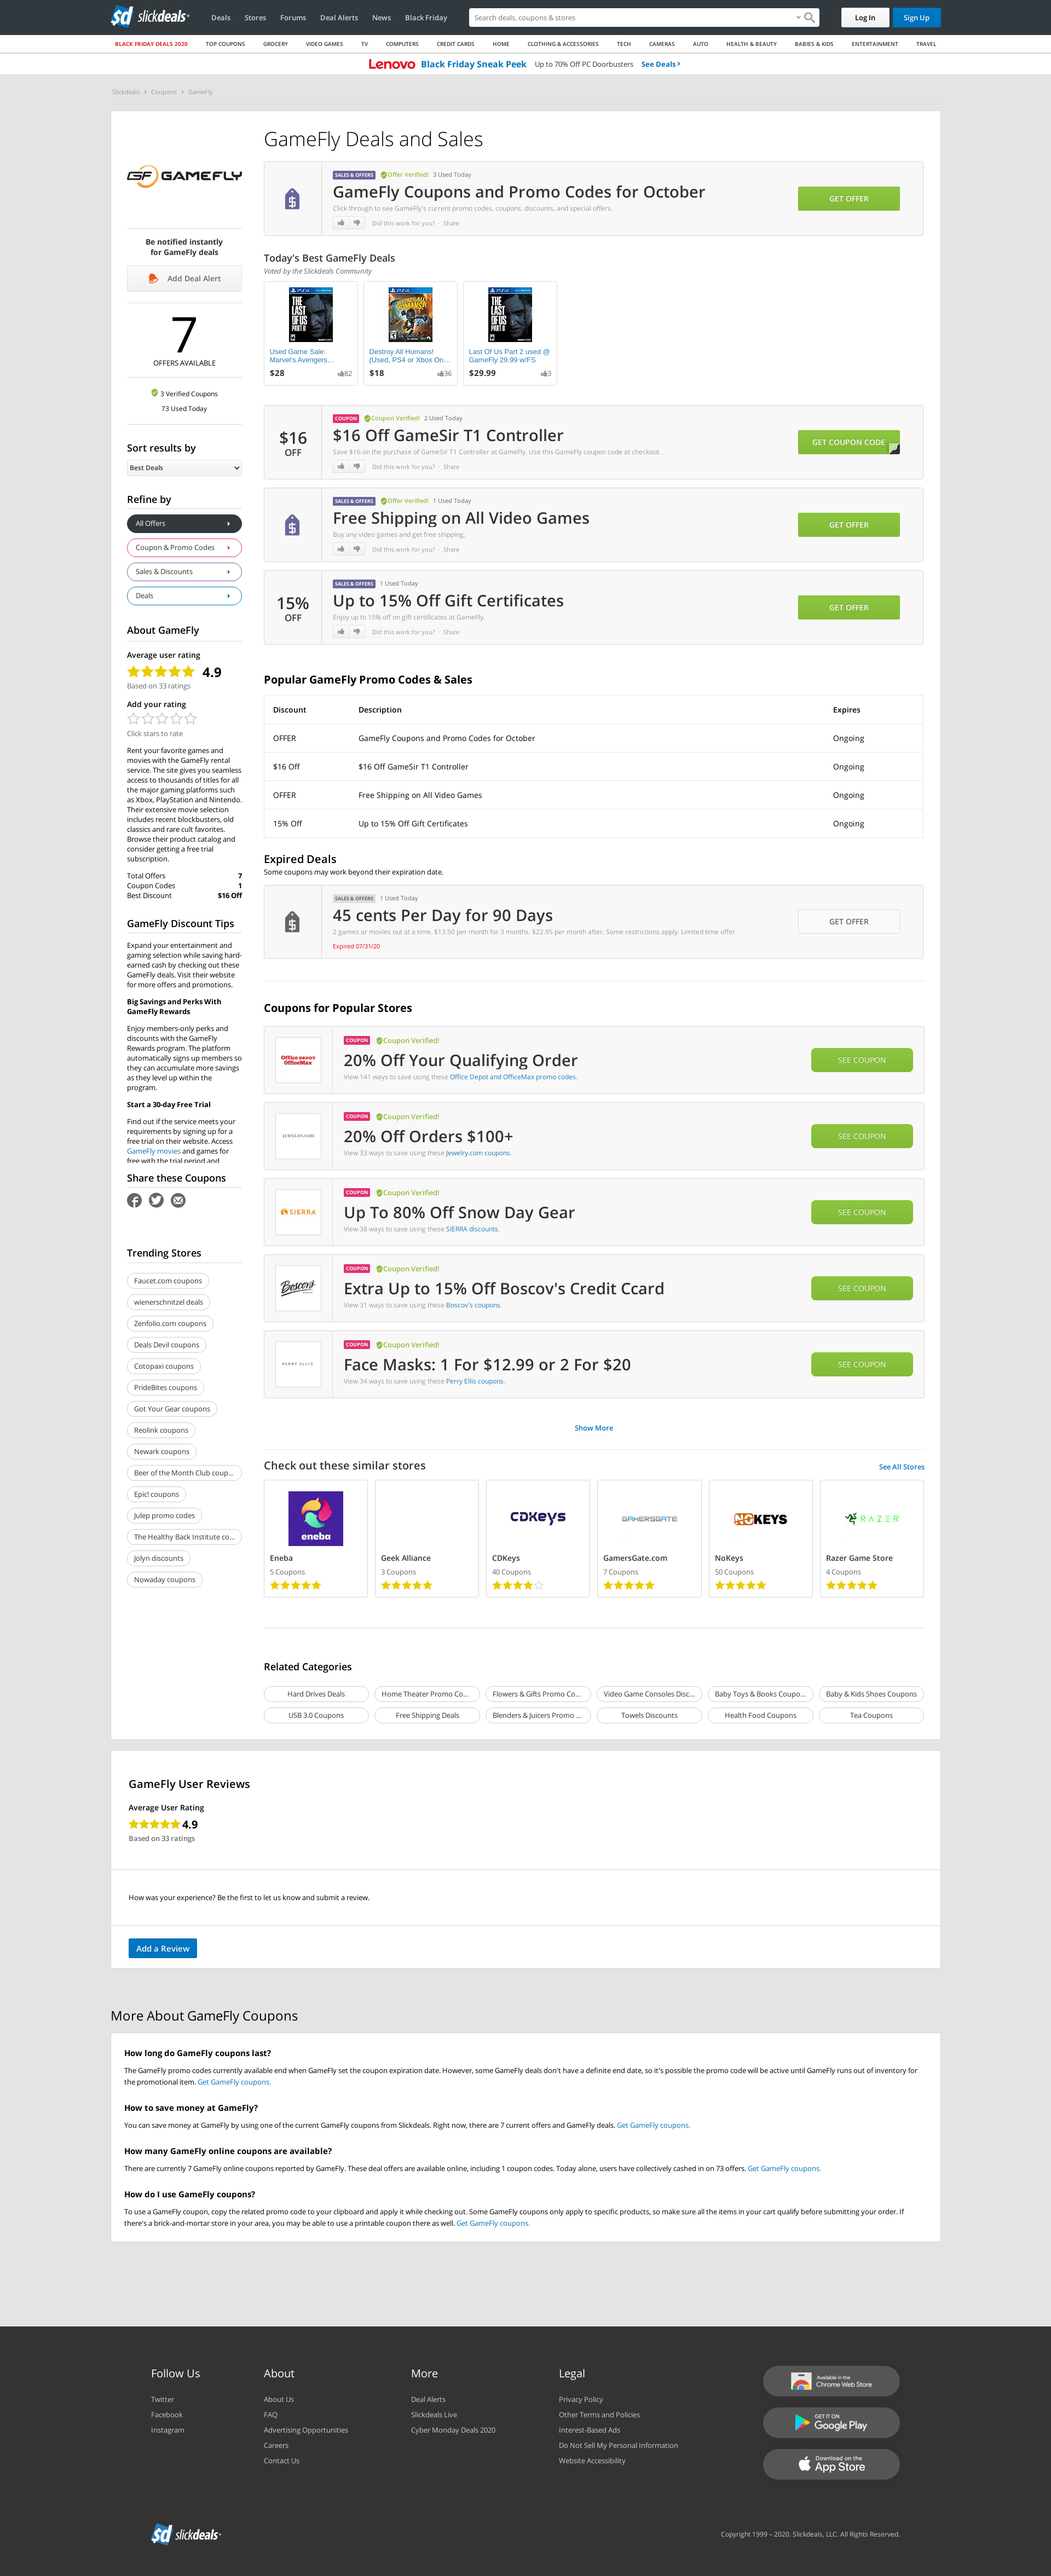 slickdeals
Deals
Stores
Forums
Deal Alerts
News
Black Friday
Search deals, coupons & stores
Log In
Sign Up
BLACK FRIDAY DEALS 2020
TOP COUPONS
GROCERY
VIDEO GAMES
TV
COMPUTERS
CREDIT CARDS
HOME
CLOTHING & ACCESSORIES
TECH
CAMERAS
AUTO
HEALTH & BEAUTY
BABIES & KIDS
ENTERTAINMENT
TRAVEL
Lenovo Black Friday Sneak Peek Up to 70% Off PC Doorbusters See Deals ›
Slickdeals › Coupons › GameFly
GAMEFLY
Be notified instantly
for GameFly deals
Add Deal Alert
7
OFFERS AVAILABLE
3 Verified Coupons
73 Used Today
Sort results by
Best Deals
Refine by
All Offers
Coupon & Promo Codes
Sales & Discounts
Deals
About GameFly
Average user rating
4.9
Based on 33 ratings
Add your rating
Click stars to rate
Rent your favorite games and
movies with the GameFly rental
service. The site gives you seamless
access to thousands of titles for all
the major gaming platforms such
as Xbox, PlayStation and Nintendo.
Their extensive movie selection
includes recent blockbusters, old
classics and rare cult favorites.
Browse their product catalog and
consider getting a free trial
subscription.
Total Offers 7
Coupon Codes 1
Best Discount $16 Off
GameFly Discount Tips
Expand your entertainment and
gaming selection while saving hard-
earned cash by checking out these
GameFly deals. Visit their website
for more offers and promotions.
Big Savings and Perks With
GameFly Rewards
Enjoy members-only perks and
discounts with the GameFly
Rewards program. The platform
automatically signs up members so
they can accumulate more savings
as they level up within the
program.
Start a 30-day Free Trial
Find out if the service meets your
requirements by signing up for a
free trial on their website. Access
GameFly movies and games for
free with the trial period and
Share these Coupons
Trending Stores
Faucet.com coupons
wienerschnitzel deals
Zenfolio.com coupons
Deals Devil coupons
Cotopaxi coupons
PrideBites coupons
Got Your Gear coupons
Reolink coupons
Newark coupons
Beer of the Month Club coup...
Epic! coupons
Julep promo codes
The Healthy Back Institute co...
Jolyn discounts
Nowaday coupons
GameFly Deals and Sales
SALES & OFFERS Offer Verified! 3 Used Today
GameFly Coupons and Promo Codes for October
Click through to see GameFly's current promo codes, coupons, discounts, and special offers.
Did this work for you? · Share
GET OFFER
Today's Best GameFly Deals
Voted by the Slickdeals Community
Used Game Sale:
Marvel's Avengers...
$28 82
Destroy All Humans!
(Used, PS4 or Xbox On...
$18 36
Last Of Us Part 2 used @
GameFly 29.99 w/FS
$29.99 3
$16
OFF
COUPON Coupon Verified! 2 Used Today
$16 Off GameSir T1 Controller
Save $16 on the purchase of GameSir T1 Controller at GameFly. Use this GameFly coupon code at checkout.
Did this work for you? · Share
GET COUPON CODE
SALES & OFFERS Offer Verified! 1 Used Today
Free Shipping on All Video Games
Buy any video games and get free shipping.
Did this work for you? · Share
GET OFFER
15%
OFF
SALES & OFFERS 1 Used Today
Up to 15% Off Gift Certificates
Enjoy up to 15% off on gift certificates at GameFly.
Did this work for you? · Share
GET OFFER
Popular GameFly Promo Codes & Sales
Discount Description Expires
OFFER GameFly Coupons and Promo Codes for October Ongoing
$16 Off $16 Off GameSir T1 Controller Ongoing
OFFER Free Shipping on All Video Games Ongoing
15% Off Up to 15% Off Gift Certificates Ongoing
Expired Deals
Some coupons may work beyond their expiration date.
SALES & OFFERS 1 Used Today
45 cents Per Day for 90 Days
2 games or movies out at a time. $13.50 per month for 3 months. $22.95 per month after. Some restrictions apply. Limited time offer.
Expired 07/31/20
GET OFFER
Coupons for Popular Stores
Office DEPOT
OfficeMax
COUPON Coupon Verified!
20% Off Your Qualifying Order
View 141 ways to save using these Office Depot and OfficeMax promo codes.
SEE COUPON
JEWELRY.COM
COUPON Coupon Verified!
20% Off Orders $100+
View 33 ways to save using these Jewelry.com coupons.
SEE COUPON
SIERRA
COUPON Coupon Verified!
Up To 80% Off Snow Day Gear
View 38 ways to save using these SIERRA discounts.
SEE COUPON
Boscov's
COUPON Coupon Verified!
Extra Up to 15% Off Boscov's Credit Ccard
View 31 ways to save using these Boscov's coupons.
SEE COUPON
PERRY ELLIS
COUPON Coupon Verified!
Face Masks: 1 For $12.99 or 2 For $20
View 34 ways to save using these Perry Ellis coupons.
SEE COUPON
Show More
Check out these similar stores
See All Stores
eneba
Eneba
5 Coupons
Geek Alliance
3 Coupons
CDKeys
CDKeys
40 Coupons
GAMERSGATE
GamersGate.com
7 Coupons
NOKEYS
NoKeys
50 Coupons
RAZER
Razer Game Store
4 Coupons
Related Categories
Hard Drives Deals
Home Theater Promo Co...
Flowers & Gifts Promo Co...
Video Game Consoles Disc...
Baby Toys & Books Coupo...
Baby & Kids Shoes Coupons
USB 3.0 Coupons
Free Shipping Deals
Blenders & Juicers Promo ...
Towels Discounts
Health Food Coupons
Tea Coupons
GameFly User Reviews
Average User Rating
4.9
Based on 33 ratings
How was your experience? Be the first to let us know and submit a review.
Add a Review
More About GameFly Coupons
How long do GameFly coupons last?
The GameFly promo codes currently available end when GameFly set the coupon expiration date. However, some GameFly deals don't have a definite end date, so it's possible the promo code will be active until GameFly runs out of inventory for
the promotional item. Get GameFly coupons.
How to save money at GameFly?
You can save money at GameFly by using one of the current GameFly coupons from Slickdeals. Right now, there are 7 current offers and GameFly deals. Get GameFly coupons.
How many GameFly online coupons are available?
There are currently 7 GameFly online coupons reported by GameFly. These deal offers are available online, including 1 coupon codes. Today alone, users have collectively cashed in on 73 offers. Get GameFly coupons.
How do I use GameFly coupons?
To use a GameFly coupon, copy the related promo code to your clipboard and apply it while checking out. Some GameFly coupons only apply to specific products, so make sure all the items in your cart qualify before submitting your order. If
there's a brick-and-mortar store in your area, you may be able to use a printable coupon there as well. Get GameFly coupons.
Follow Us
Twitter
Facebook
Instagram
About
About Us
FAQ
Advertising Opportunities
Careers
Contact Us
More
Deal Alerts
Slickdeals Live
Cyber Monday Deals 2020
Legal
Privacy Policy
Other Terms and Policies
Interest-Based Ads
Do Not Sell My Personal Information
Website Accessibility
Available in the
Chrome Web Store
GET IT ON
Google Play
Download on the
App Store
slickdeals
Copyright 1999 – 2020. Slickdeals, LLC. All Rights Reserved.